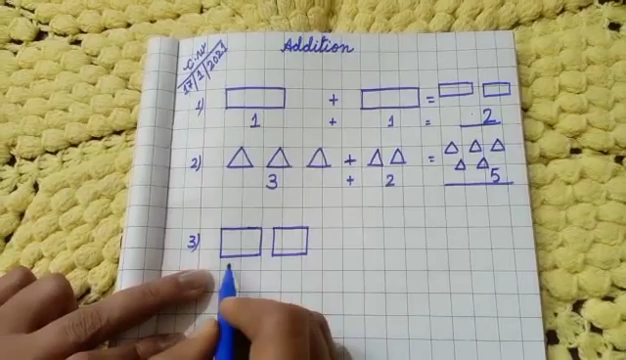 Addition
C.W
17/1/2021
1)
1 + 1 = 2
2)
+ =
3 + 2 5
3)